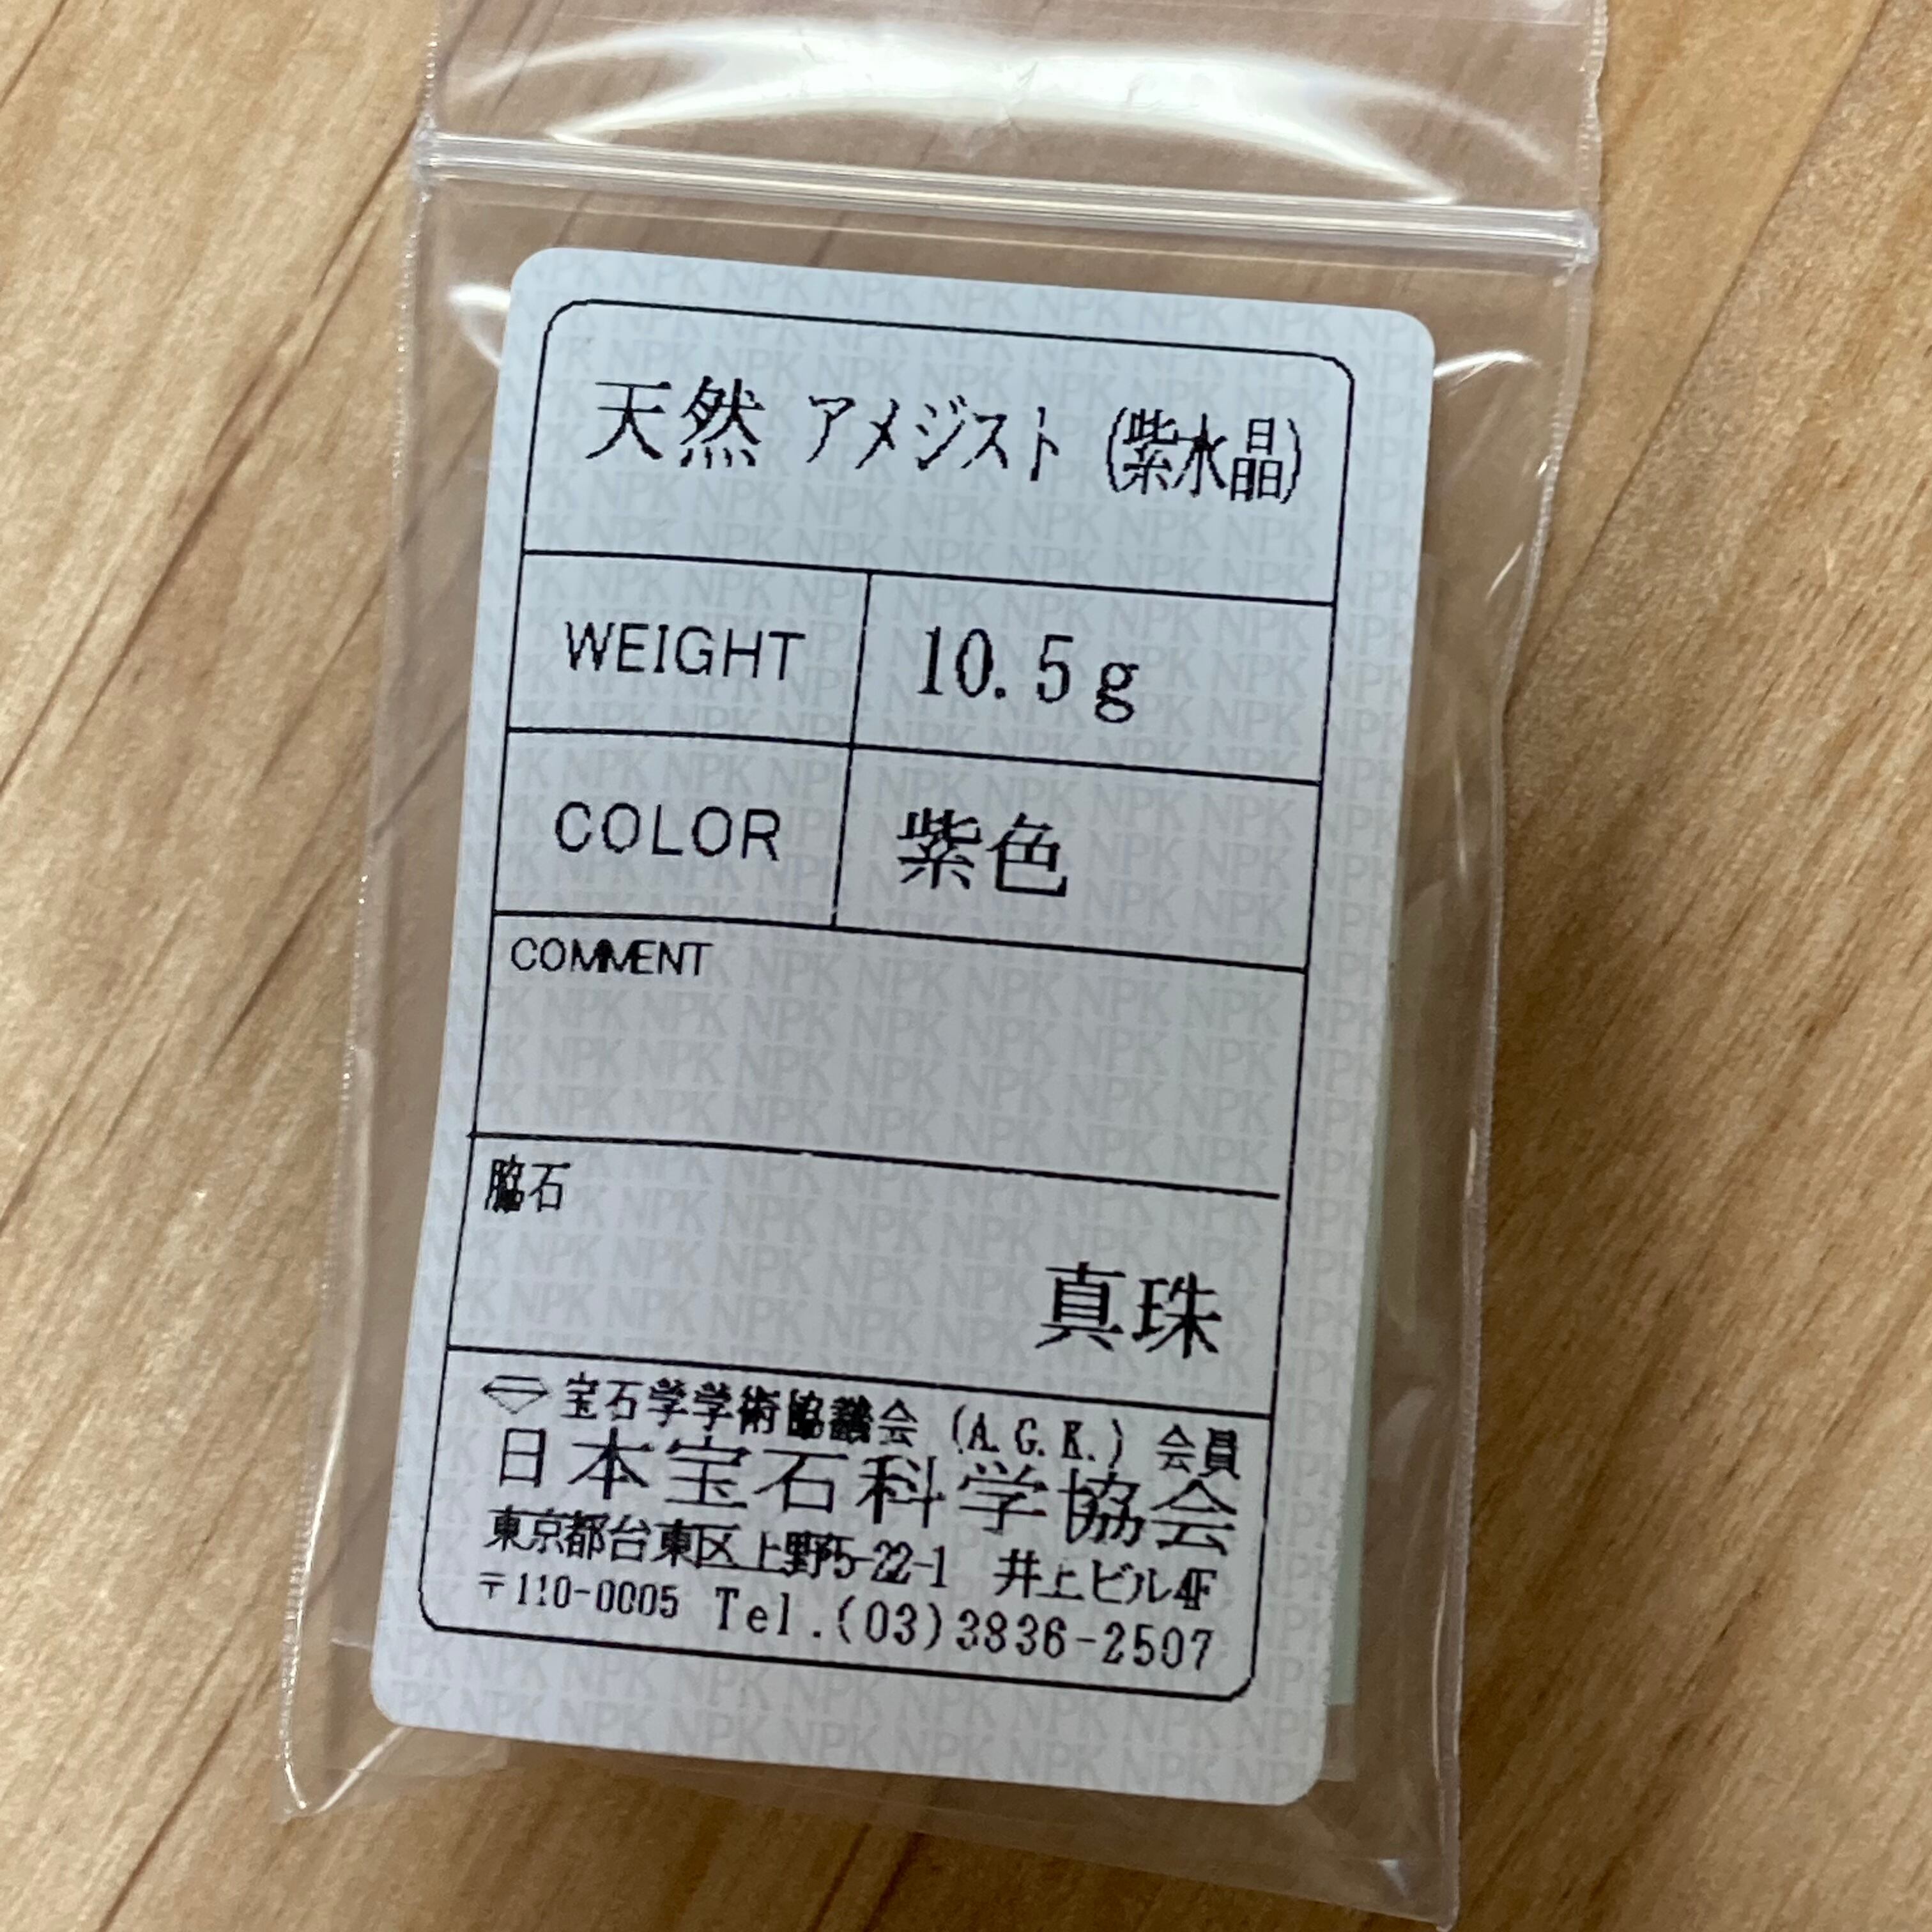 天然 アメジスト (紫水晶)
WEIGHT 10.5g
COLOR 紫色
COMMENT
脇石
真珠
宝石学学術協議会 (A.G.K.) 会員
日本宝石科学協会
東京都台東区上野5-22-1 井上ビル4F
〒110-0005 Tel.(03)3836-2507